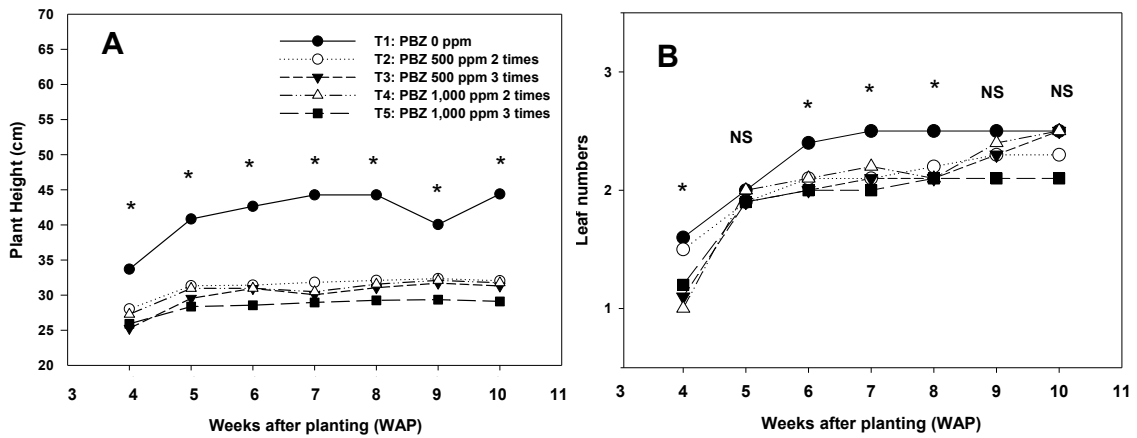 A
T1: PBZ 0 ppm
T2: PBZ 500 ppm 2 times
T3: PBZ 500 ppm 3 times
T4: PBZ 1,000 ppm 2 times
T5: PBZ 1,000 ppm 3 times
Plant Height (cm)
70
65
60
55
50
45
40
35
30
25
20
* * * * * * *
3 4 5 6 7 8 9 10 11
Weeks after planting (WAP)
B
Leaf numbers
3
2
1
* NS * * * NS NS
3 4 5 6 7 8 9 10 11
Weeks after planting (WAP)